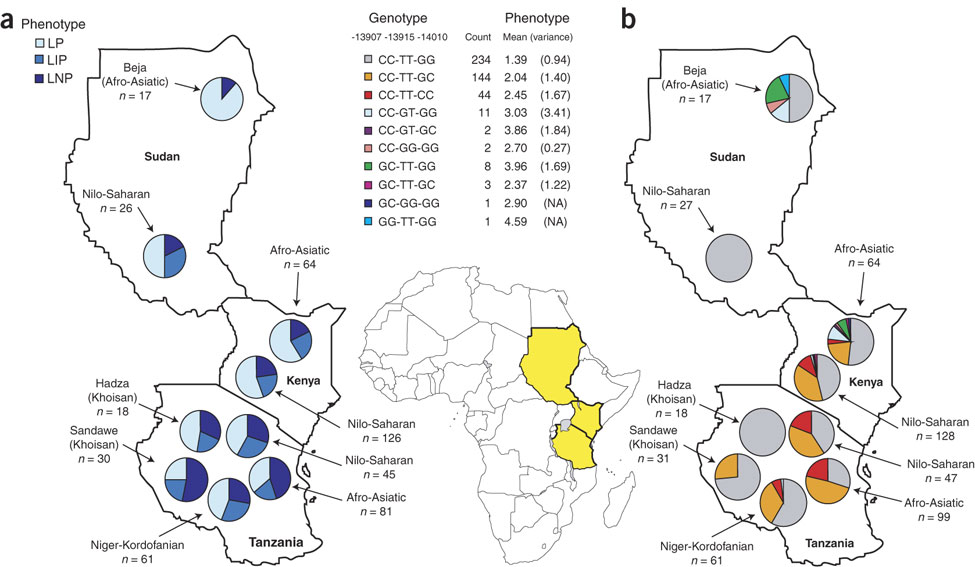 a
Phenotype
LP
LIP
LNP
Beja
(Afro-Asiatic)
n = 17
Sudan
Nilo-Saharan
n = 26
Afro-Asiatic
n = 64
Kenya
Hadza
(Khoisan)
n = 18
Sandawe
(Khoisan)
n = 30
Nilo-Saharan
n = 126
Nilo-Saharan
n = 45
Afro-Asiatic
n = 81
Niger-Kordofanian
n = 61
Tanzania
Genotype Phenotype
-13907 -13915 -14010 Count Mean (variance)
CC-TT-GG 234 1.39 (0.94)
CC-TT-GC 144 2.04 (1.40)
CC-TT-CC 44 2.45 (1.67)
CC-GT-GG 11 3.03 (3.41)
CC-GT-GC 2 3.86 (1.84)
CC-GG-GG 2 2.70 (0.27)
GC-TT-GG 8 3.96 (1.69)
GC-TT-GC 3 2.37 (1.22)
GC-GG-GG 1 2.90 (NA)
GG-TT-GG 1 4.59 (NA)
b
Beja
(Afro-Asiatic)
n = 17
Sudan
Nilo-Saharan
n = 27
Afro-Asiatic
n = 64
Kenya
Hadza
(Khoisan)
n = 18
Sandawe
(Khoisan)
n = 31
Nilo-Saharan
n = 128
Nilo-Saharan
n = 47
Afro-Asiatic
n = 99
Niger-Kordofanian
n = 61
Tanzania